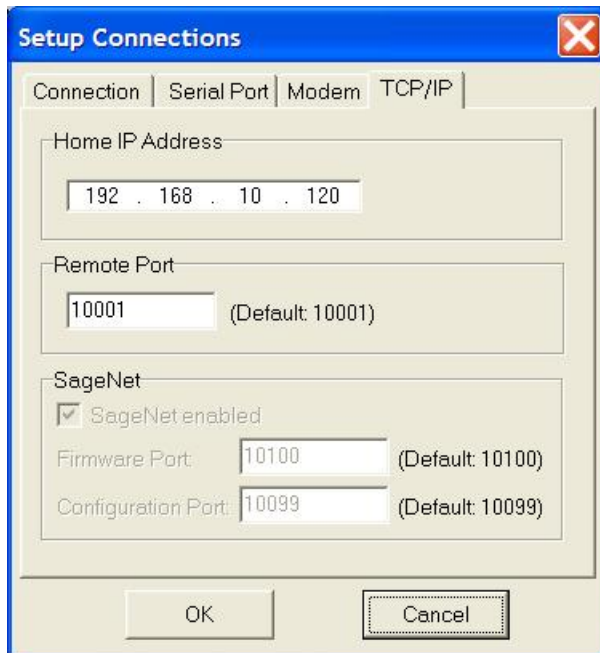 Setup Connections
Connection Serial Port Modem TCP/IP
Home IP Address
192 . 168 . 10 . 120
Remote Port
10001 (Default: 10001)
SageNet
SageNet enabled
Firmware Port: 10100 (Default: 10100)
Configuration Port: 10099 (Default: 10099)
OK Cancel